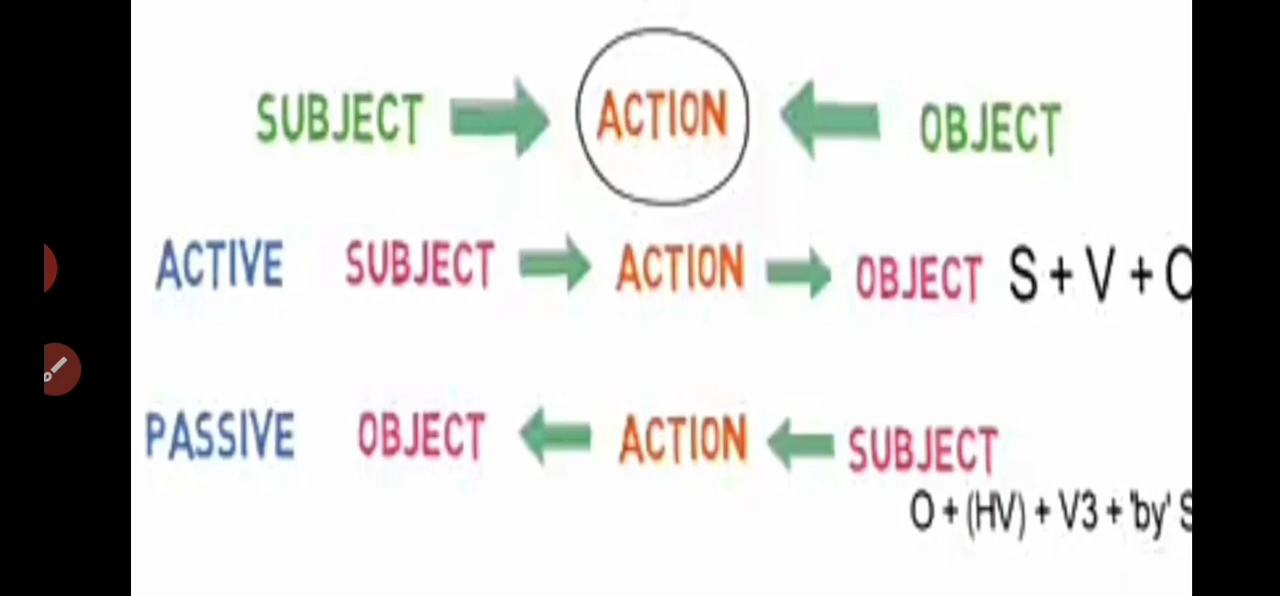 SUBJECT ACTION OBJECT
ACTIVE SUBJECT ACTION OBJECT S + V + O
PASSIVE OBJECT ACTION SUBJECT
O + (HV) + V3 + 'by' S